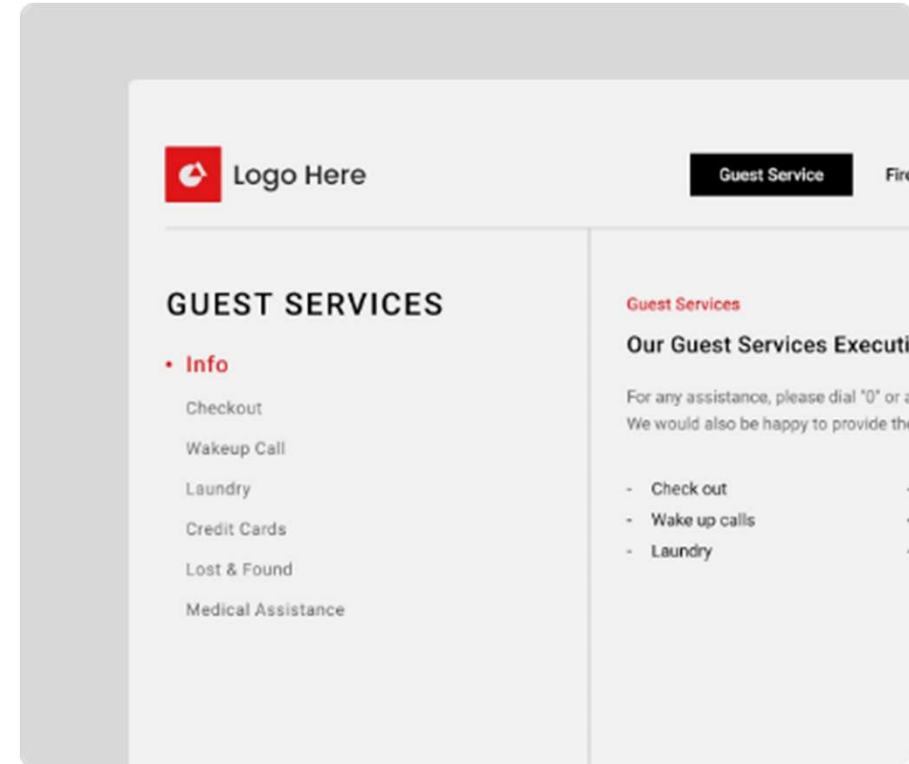 Logo Here
Guest Service
GUEST SERVICES
Info
Checkout
Wakeup Call
Laundry
Credit Cards
Lost & Found
Medical Assistance
Guest Services
Our Guest Services
For any assistance, please dial "0" or
We would also be happy to provide
- Check out
- Wake up calls
- Laundry